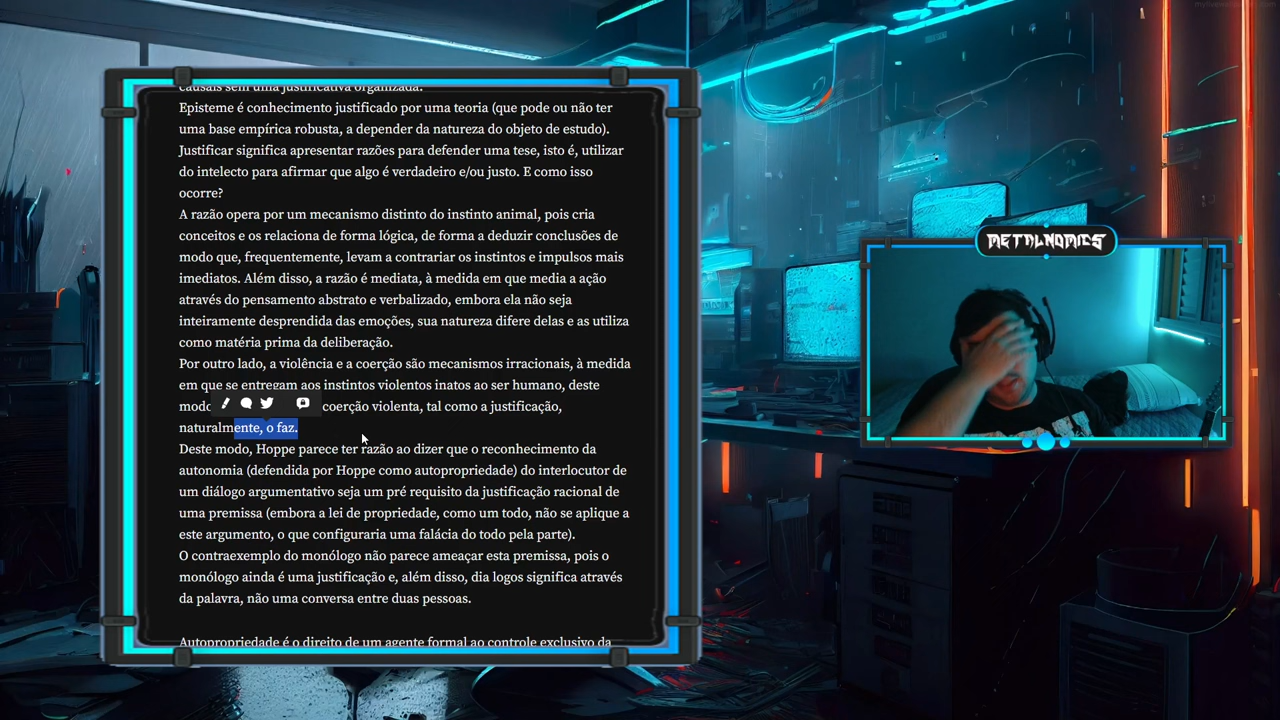 causais sem uma justificativa organizada.
Episteme é conhecimento justificado por uma teoria (que pode ou não ter
uma base empírica robusta, a depender da natureza do objeto de estudo).
Justificar significa apresentar razões para defender uma tese, isto é, utilizar
do intelecto para afirmar que algo é verdadeiro e/ou justo. E como isso
ocorre?
A razão opera por um mecanismo distinto do instinto animal, pois cria
conceitos e os relaciona de forma lógica, de forma a deduzir conclusões de
modo que, frequentemente, levam a contrariar os instintos e impulsos mais
imediatos. Além disso, a razão é mediata, à medida em que media a ação
através do pensamento abstrato e verbalizado, embora ela não seja
inteiramente desprendida das emoções, sua natureza difere delas e as utiliza
como matéria prima da deliberação.
Por outro lado, a violência e a coerção são mecanismos irracionais, à medida
em que se entregam aos instintos violentos inatos ao ser humano, deste
modo coerção violenta, tal como a justificação,
naturalmente, o faz.
Deste modo, Hoppe parece ter razão ao dizer que o reconhecimento da
autonomia (defendida por Hoppe como autopropriedade) do interlocutor de
um diálogo argumentativo seja um pré requisito da justificação racional de
uma premissa (embora a lei de propriedade, como um todo, não se aplique a
este argumento, o que configuraria uma falácia do todo pela parte).
O contraexemplo do monólogo não parece ameaçar esta premissa, pois o
monólogo ainda é uma justificação e, além disso, dia logos significa através
da palavra, não uma conversa entre duas pessoas.
Autopropriedade é o direito de um agente formal ao controle exclusivo da
METALNOMICS